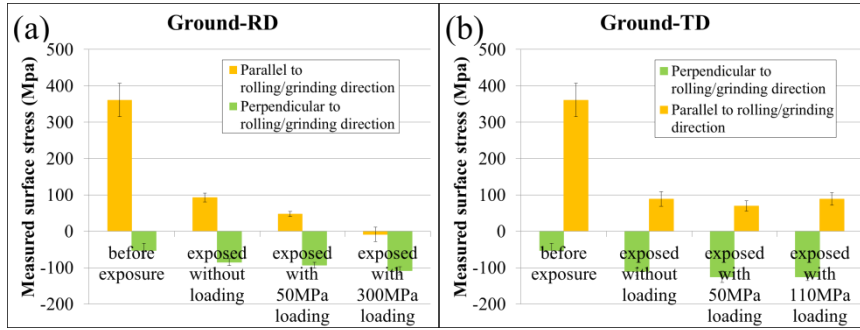 (a)
Ground-RD
Measured surface stress (Mpa)
500
400
300
200
100
0
-100
-200
Parallel to
rolling/grinding direction
Perpendicular to
rolling/grinding direction
before
exposure
exposed
without
loading
exposed
with
50MPa
loading
exposed
with
300MPa
loading
(b)
Ground-TD
Measured surface stress (Mpa)
500
400
300
200
100
0
-100
-200
Perpendicular to
rolling/grinding direction
Parallel to rolling/grinding
direction
before
exposure
exposed
without
loading
exposed
with
50MPa
loading
exposed
with
110MPa
loading